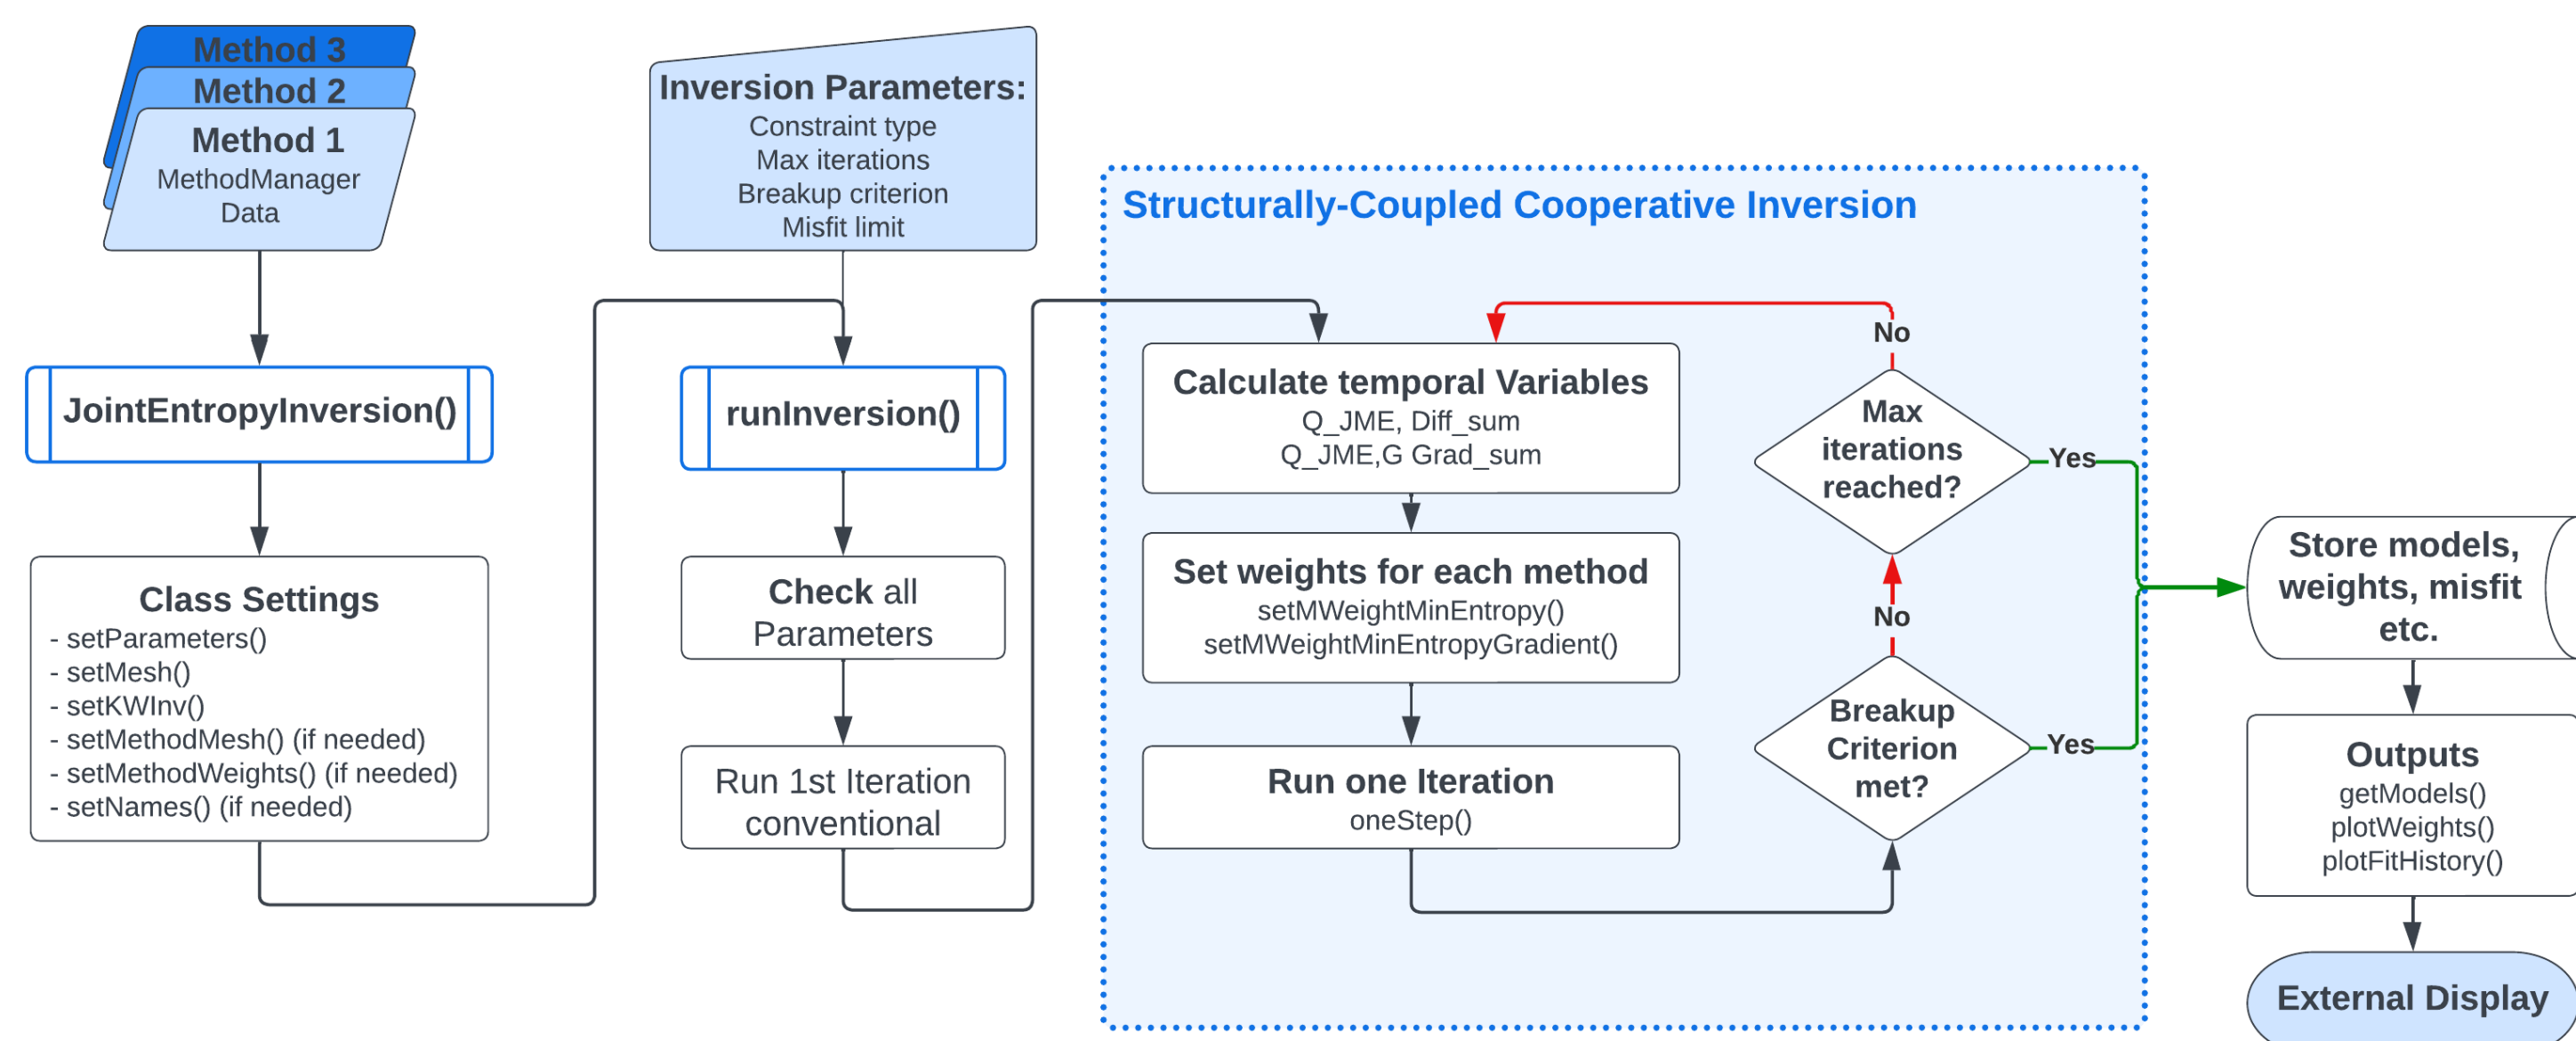 Method 3
Method 2
Method 1
MethodManager
Data
JointEntropyInversion()
Class Settings
- setParameters()
- setMesh()
- setKWInv()
- setMethodMesh() (if needed)
- setMethodWeights() (if needed)
- setNames() (if needed)
Inversion Parameters:
Constraint type
Max iterations
Breakup criterion
Misfit limit
runInversion()
Check all
Parameters
Run 1st Iteration
conventional
Structurally-Coupled Cooperative Inversion
Calculate temporal Variables
Q_JME, Diff_sum
Q_JME,G Grad_sum
Set weights for each method
setMWeightMinEntropy()
setMWeightMinEntropyGradient()
Run one Iteration
oneStep()
No
Max
iterations
reached?
Yes
No
Breakup
Criterion
met?
Yes
Store models,
weights, misfit
etc.
Outputs
getModels()
plotWeights()
plotFitHistory()
External Display